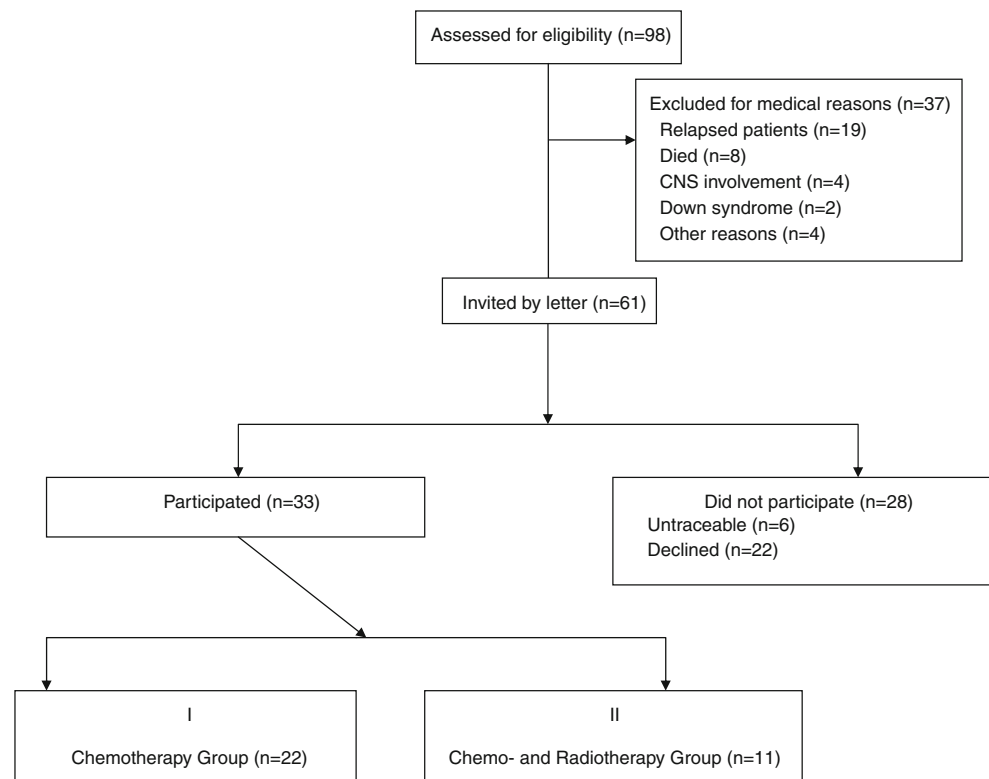 Assessed for eligibility (n=98)
Excluded for medical reasons (n=37)
Relapsed patients (n=19)
Died (n=8)
CNS involvement (n=4)
Down syndrome (n=2)
Other reasons (n=4)
Invited by letter (n=61)
Participated (n=33)
Did not participate (n=28)
Untraceable (n=6)
Declined (n=22)
I
Chemotherapy Group (n=22)
II
Chemo- and Radiotherapy Group (n=11)